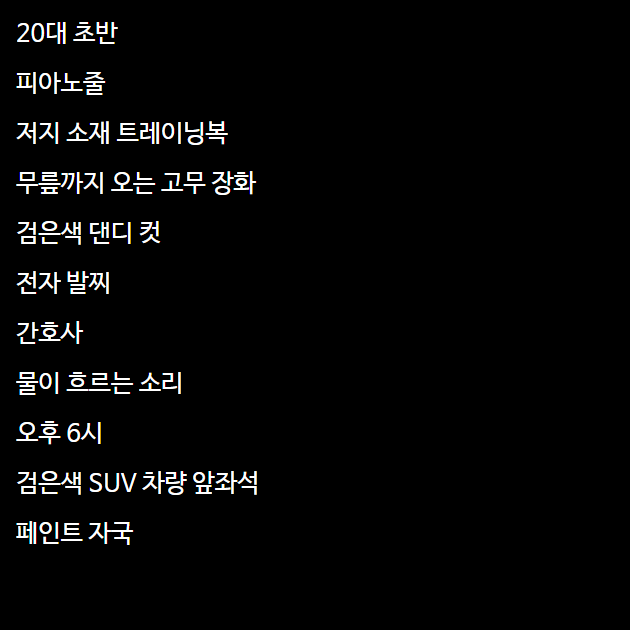 20대 초반
피아노줄
저지 소재 트레이닝복
무릎까지 오는 고무 장화
검은색 댄디 컷
전자 발찌
간호사
물이 흐르는 소리
오후 6시
검은색 SUV 차량 앞좌석
페인트 자국